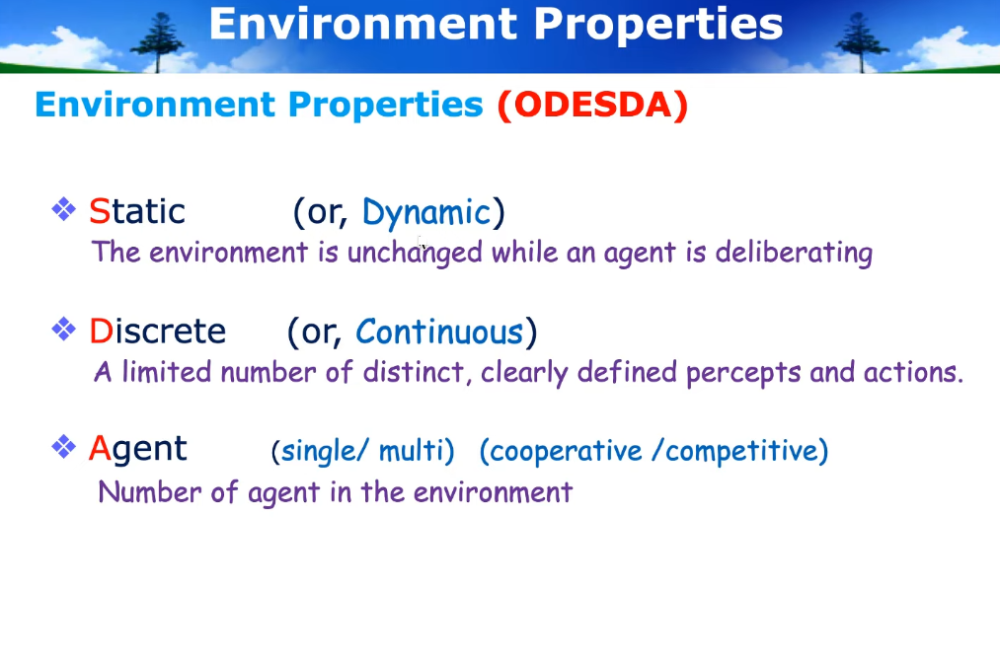 Environment Properties
Environment Properties (ODESDA)
Static (or, Dynamic)
The environment is unchanged while an agent is deliberating
Discrete (or, Continuous)
A limited number of distinct, clearly defined percepts and actions.
Agent (single/ multi) (cooperative /competitive)
Number of agent in the environment